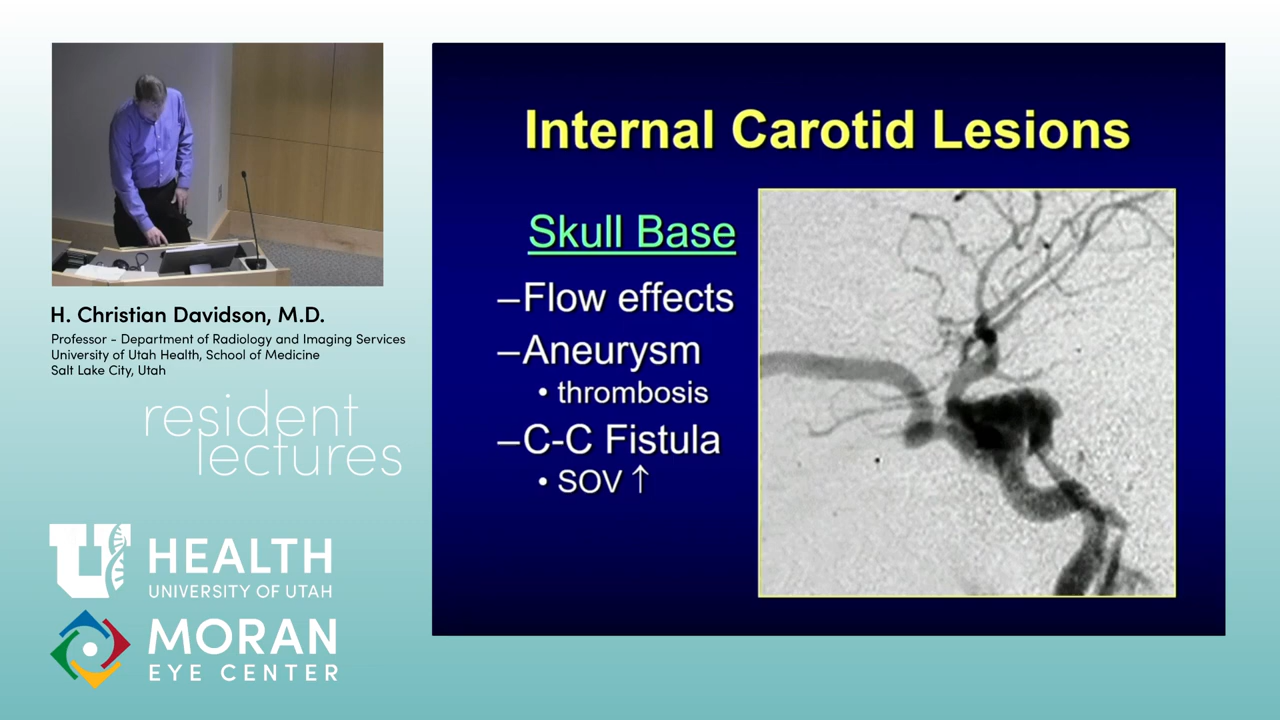 H. Christian Davidson, M.D.
Professor - Department of Radiology and Imaging Services
University of Utah Health, School of Medicine
Salt Lake City, Utah
resident
lectures
U HEALTH
UNIVERSITY OF UTAH
MORAN
EYE CENTER
Internal Carotid Lesions
Skull Base
–Flow effects
–Aneurysm
• thrombosis
–C-C Fistula
• SOV ↑